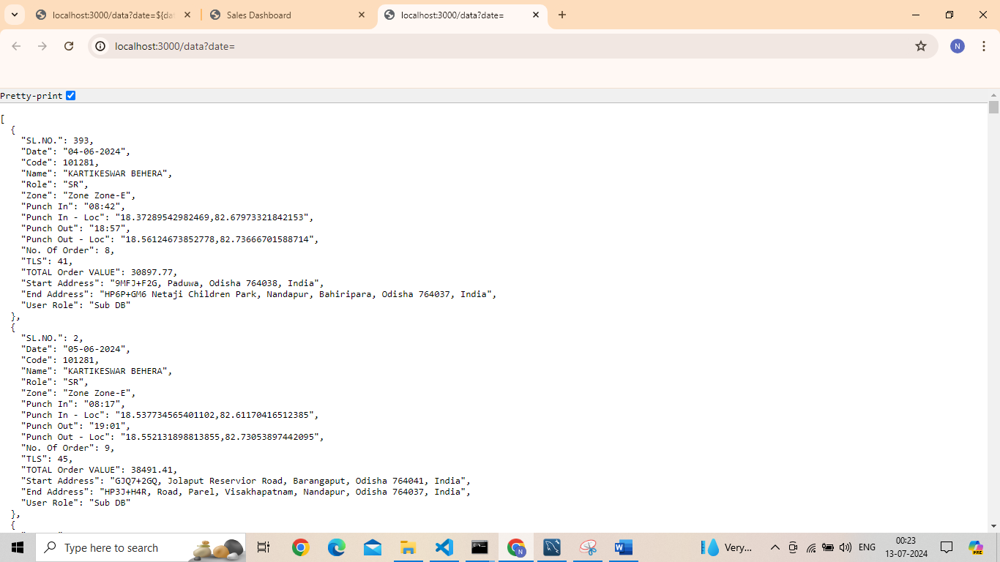 localhost:3000/data?date=${dat
Sales Dashboard
localhost:3000/data?date=
localhost:3000/data?date=
N
Pretty-print
[
{
"SL.NO.": 393,
"Date": "04-06-2024",
"Code": 101281,
"Name": "KARTIKESWAR BEHERA",
"Role": "SR",
"Zone": "Zone Zone-E",
"Punch In": "08:42",
"Punch In - Loc": "18.37289542982469,82.67973321842153",
"Punch Out": "18:57",
"Punch Out - Loc": "18.56124673852778,82.73666701588714",
"No. Of Order": 8,
"TLS": 41,
"TOTAL Order VALUE": 30897.77,
"Start Address": "9MFJ+F2G, Paduwa, Odisha 764038, India",
"End Address": "HP6P+GM6 Netaji Children Park, Nandapur, Bahiripara, Odisha 764037, India",
"User Role": "Sub DB"
},
{
"SL.NO.": 2,
"Date": "05-06-2024",
"Code": 101281,
"Name": "KARTIKESWAR BEHERA",
"Role": "SR",
"Zone": "Zone Zone-E",
"Punch In": "08:17",
"Punch In - Loc": "18.537734565401102,82.61170416512385",
"Punch Out": "19:01",
"Punch Out - Loc": "18.552131898813855,82.73053897442095",
"No. Of Order": 9,
"TLS": 45,
"TOTAL Order VALUE": 38491.41,
"Start Address": "GJQ7+2GQ, Jolaput Reservior Road, Barangaput, Odisha 764041, India",
"End Address": "HP3J+H4R, Road, Parel, Visakhapatnam, Nandapur, Odisha 764037, India",
"User Role": "Sub DB"
},
{
Type here to search
N
W
Very...
ENG
00:23
13-07-2024
PRE